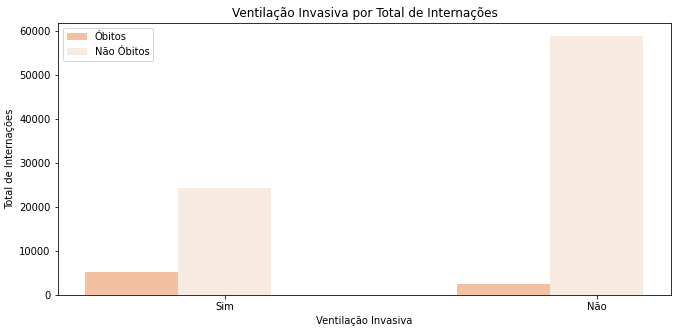 Ventilação Invasiva por Total de Internações
Óbitos
Não Óbitos
Total de Internações
60000
50000
40000
30000
20000
10000
0
Sim
Não
Ventilação Invasiva